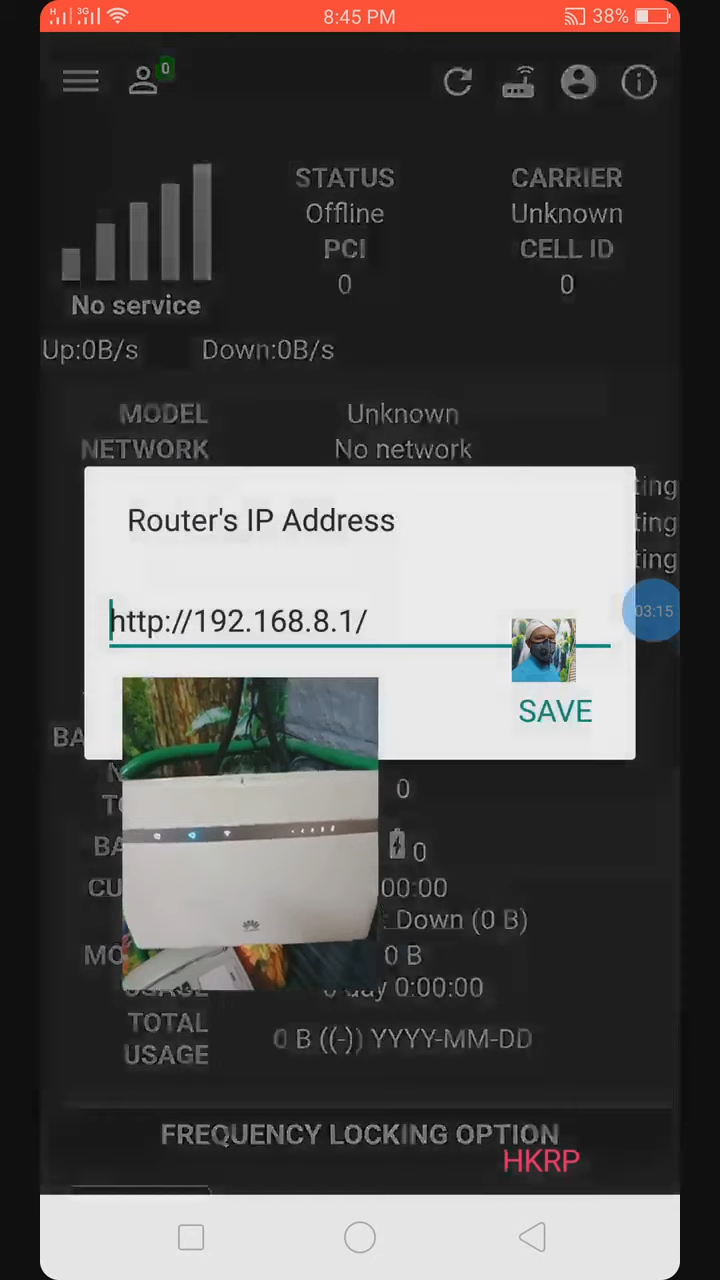 H 3G 8:45 PM 38%
0
STATUS CARRIER
Offline Unknown
PCI CELL ID
0 0
No service
Up:0B/s Down:0B/s
MODEL Unknown
NETWORK No network
ting
ting
ting
Router's IP Address
http://192.168.8.1/
03:15
SAVE
BA
0
BA 0
CU 00:00
Down (0 B)
MO 0 B
USAGE 0 day 0:00:00
TOTAL
USAGE 0 B ((-)) YYYY-MM-DD
FREQUENCY LOCKING OPTION
HKRP